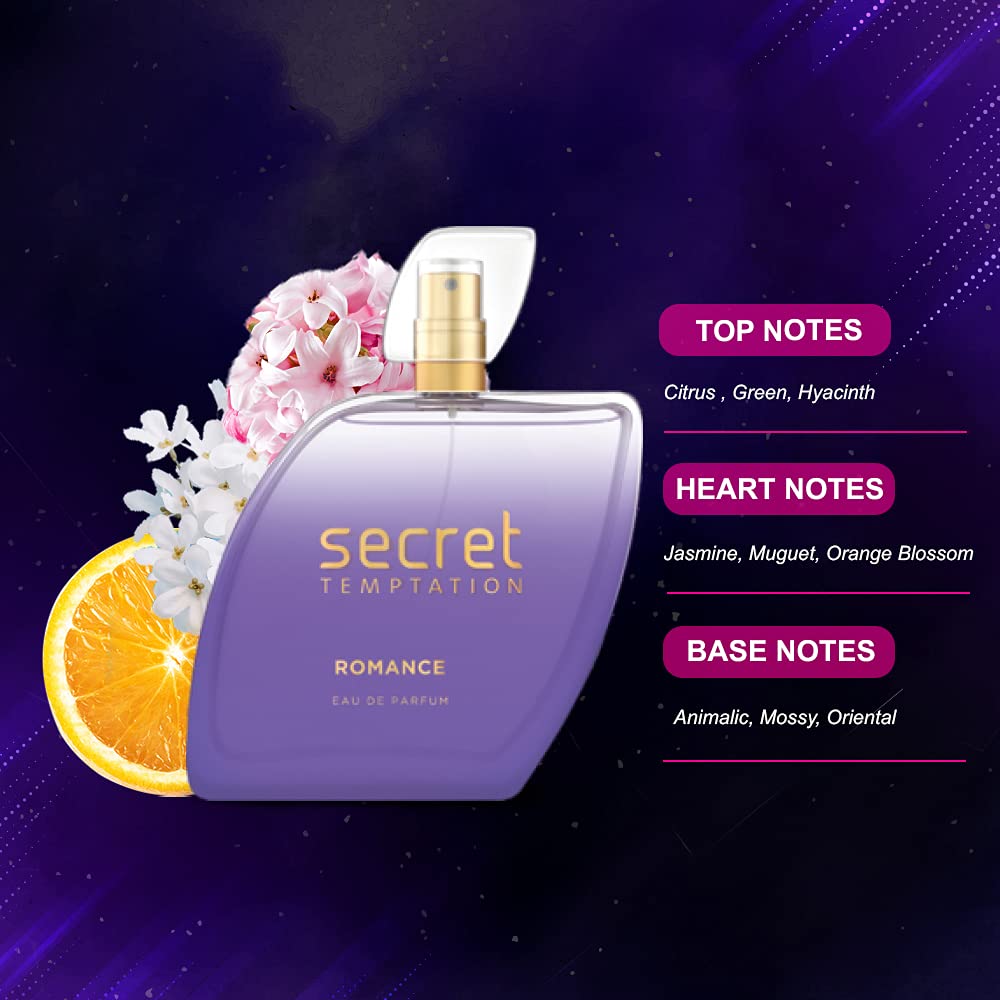 secret
TEMPTATION
ROMANCE
EAU DE PARFUM
TOP NOTES
Citrus , Green, Hyacinth
HEART NOTES
Jasmine, Muguet, Orange Blossom
BASE NOTES
Animalic, Mossy, Oriental